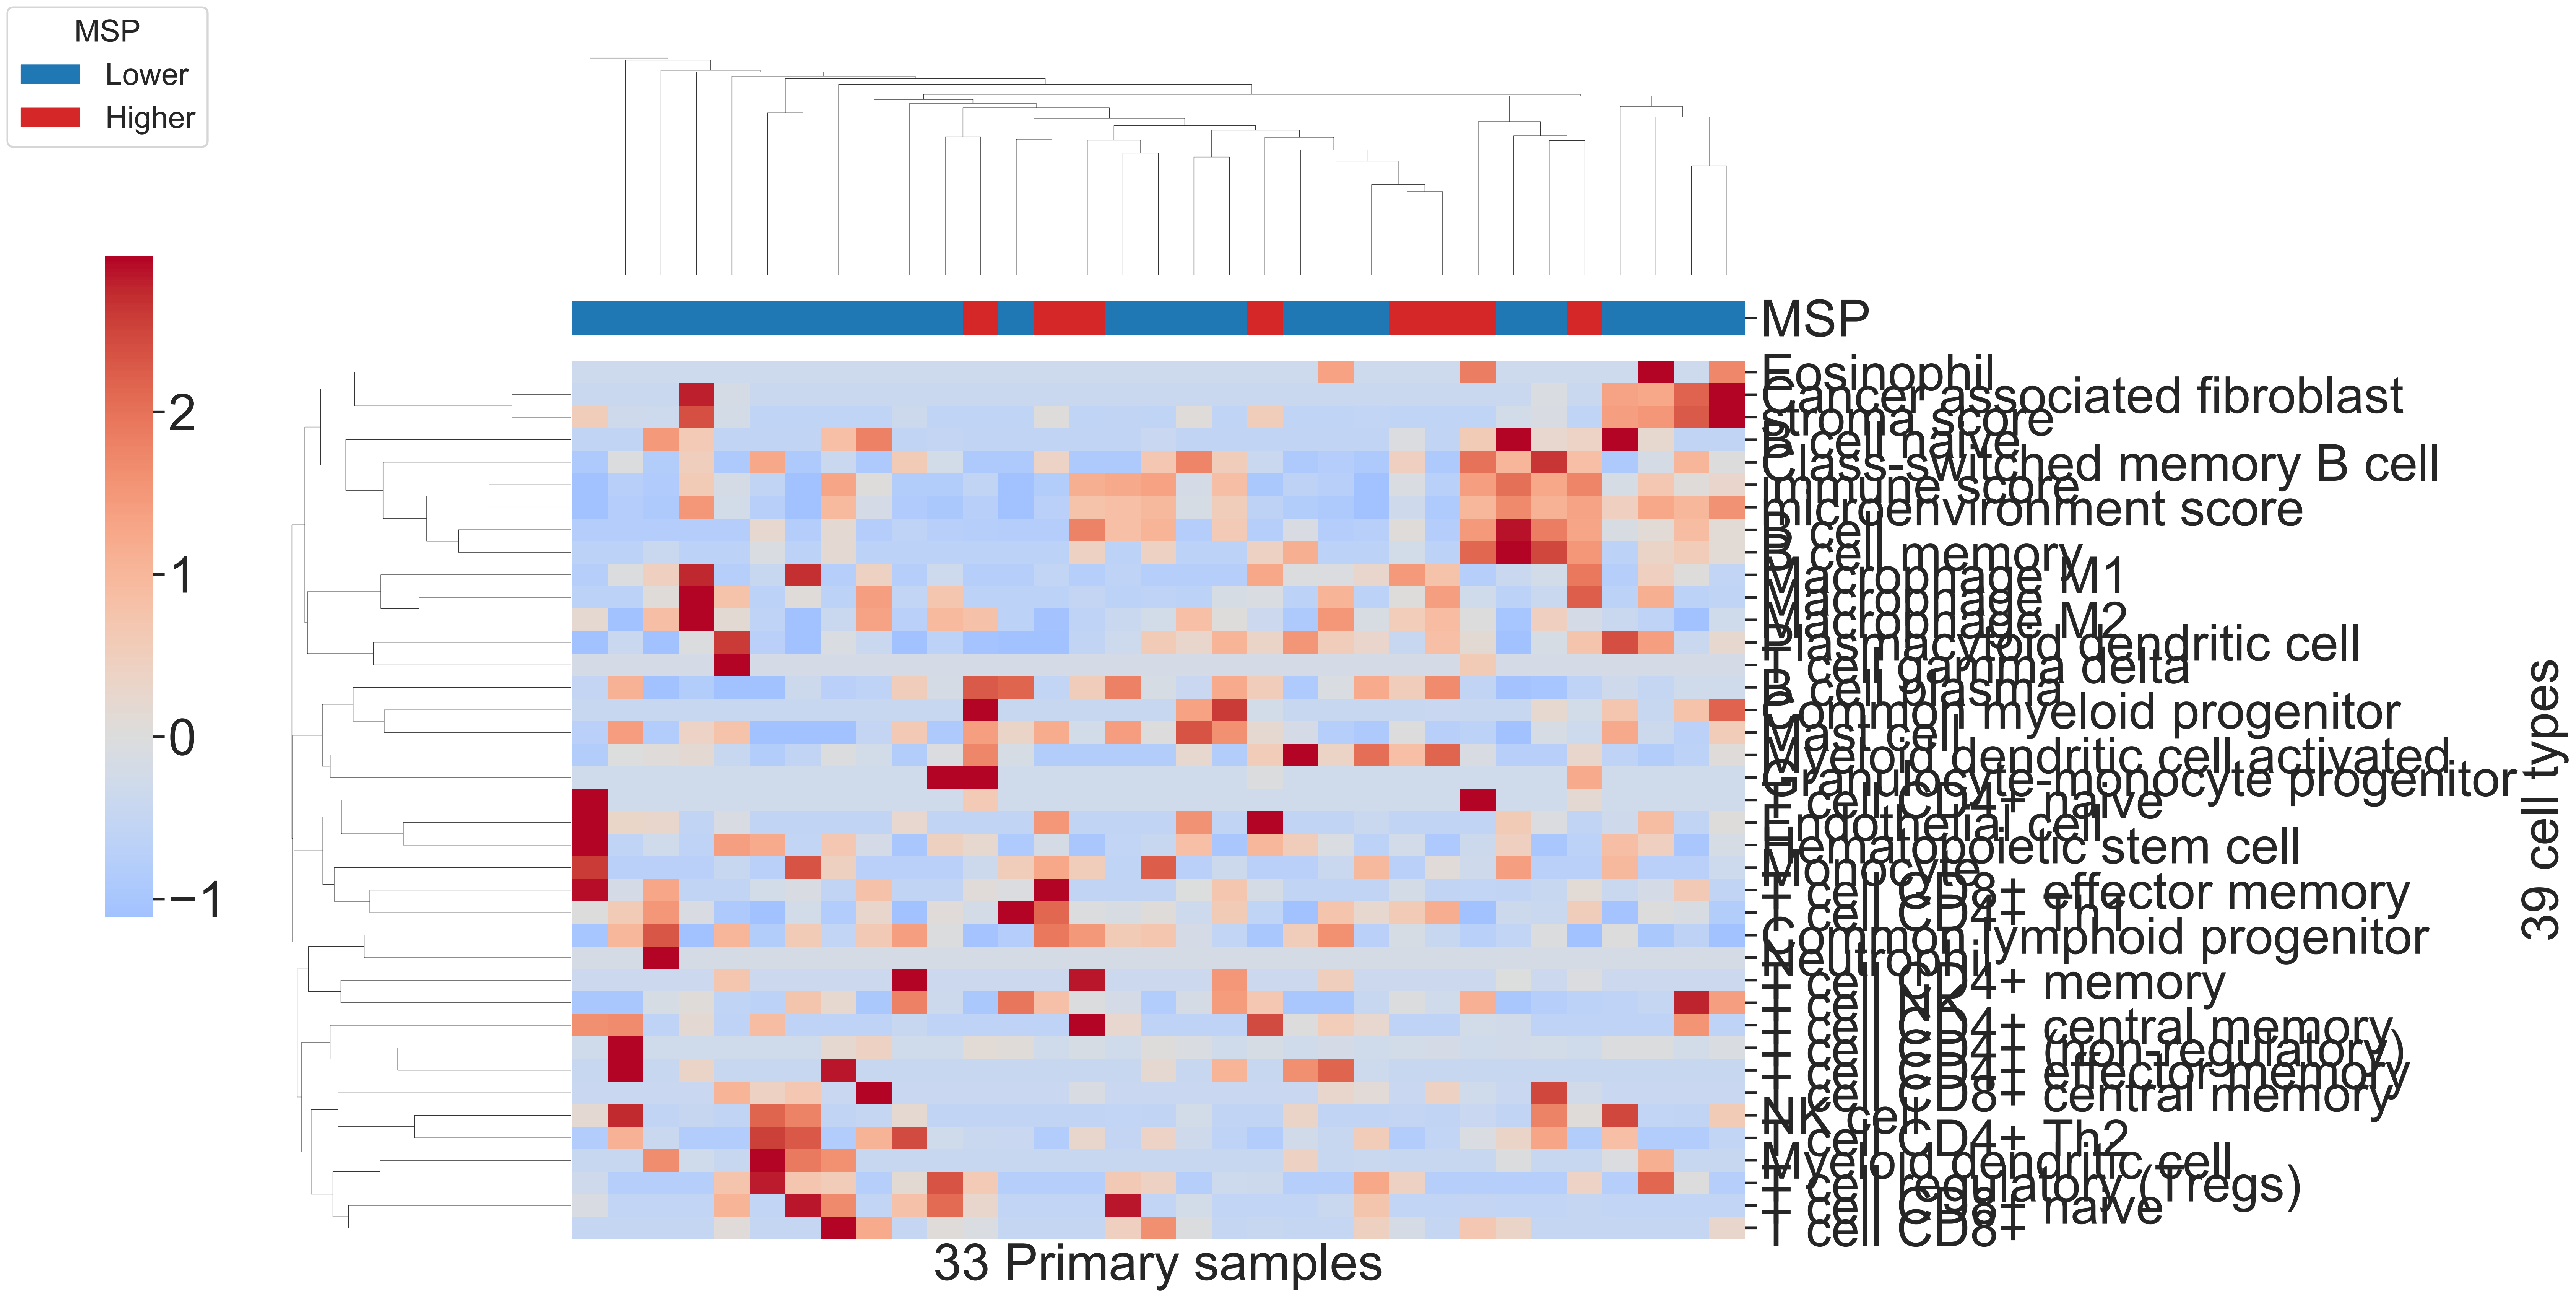 MSP
Lower
Higher
2
1
0
−1
MSP
Eosinophil
Cancer associated fibroblast
stroma score
B cell naive
Class-switched memory B cell
immune score
microenvironment score
B cell
B cell memory
Macrophage M1
Macrophage
Macrophage M2
Plasmacytoid dendritic cell
T cell gamma delta
B cell plasma
Common myeloid progenitor
Mast cell
Myeloid dendritic cell activated
Granulocyte-monocyte progenitor
T cell CD4+ naive
Endothelial cell
Hematopoietic stem cell
Monocyte
T cell CD8+ effector memory
T cell CD4+ Th1
Common lymphoid progenitor
Neutrophil
T cell CD4+ memory
T cell NK
T cell CD4+ central memory
T cell CD4+ (non-regulatory)
T cell CD4+ effector memory
T cell CD8+ central memory
NK cell
T cell CD4+ Th2
Myeloid dendritic cell
T cell regulatory (Tregs)
T cell CD8+ naive
T cell CD8+
39 cell types
33 Primary samples